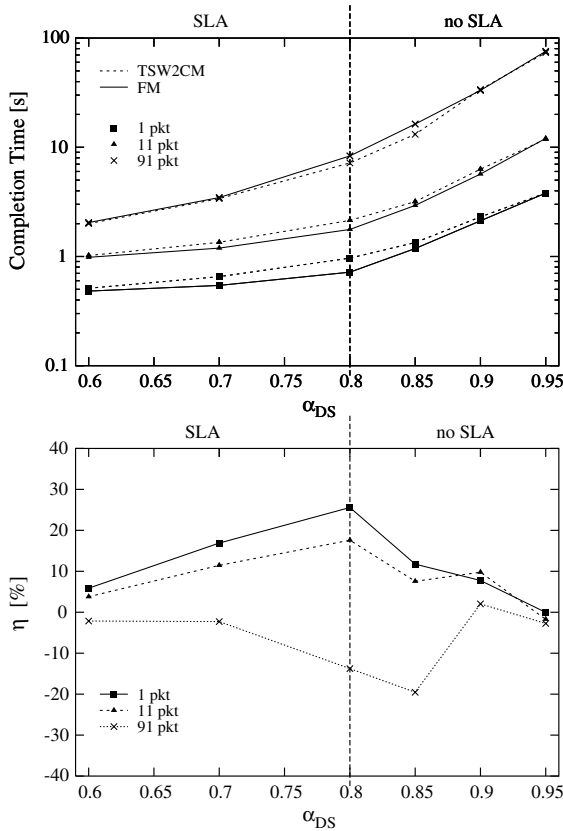 SLA no SLA
100
10
1
0.1
Completion Time [s]
TSW2CM
FM
1 pkt
11 pkt
91 pkt
0.6 0.65 0.7 0.75 0.8 0.85 0.9 0.95
αDS
SLA no SLA
40
30
20
10
0
-10
-20
-30
-40
η [%]
1 pkt
11 pkt
91 pkt
0.6 0.65 0.7 0.75 0.8 0.85 0.9 0.95
αDS